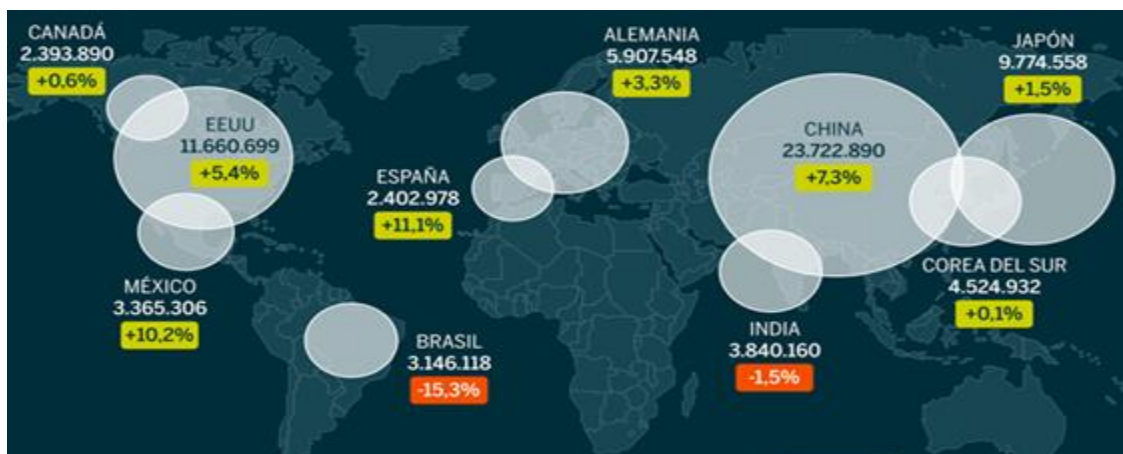 CANADÁ
2.393.890
+0,6%
EEUU
11.660.699
+5,4%
MÉXICO
3.365.306
+10,2%
BRASIL
3.146.118
-15,3%
ESPAÑA
2.402.978
+11,1%
ALEMANIA
5.907.548
+3,3%
CHINA
23.722.890
+7,3%
JAPÓN
9.774.558
+1,5%
COREA DEL SUR
4.524.932
+0,1%
INDIA
3.840.160
-1,5%